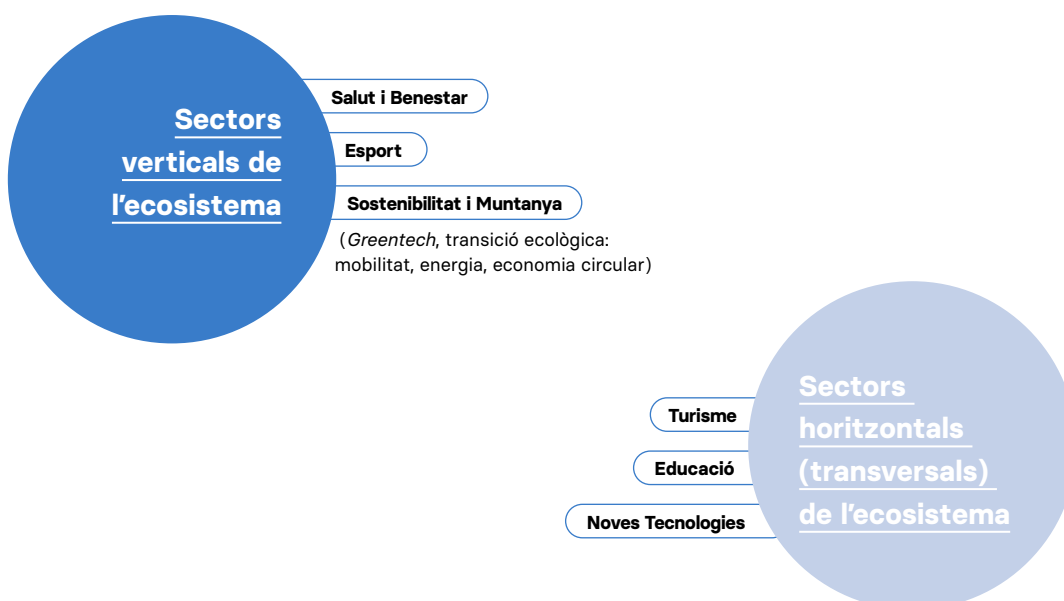 Sectors
verticals de
l'ecosistema
Salut i Benestar
Esport
Sostenibilitat i Muntanya
(Greentech, transició ecològica:
mobilitat, energia, economia circular)
Turisme
Educació
Noves Tecnologies
Sectors
horitzontals
(transversals)
de l'ecosistema